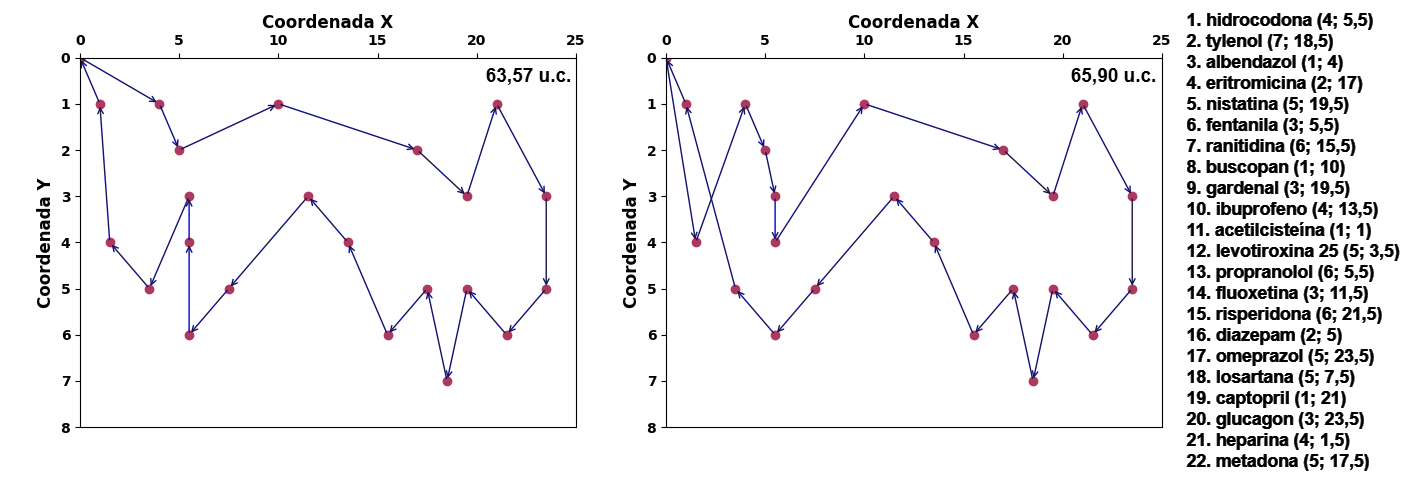 Coordenada X
0 5 10 15 20 25
63,57 u.c.
0
1
2
3
4
5
6
7
8
Coordenada Y
Coordenada X
0 5 10 15 20 25
65,90 u.c.
0
1
2
3
4
5
6
7
8
Coordenada Y
1. hidrocodona (4; 5,5)
2. tylenol (7; 18,5)
3. albendazol (1; 4)
4. eritromicina (2; 17)
5. nistatina (5; 19,5)
6. fentanila (3; 5,5)
7. ranitidina (6; 15,5)
8. buscopan (1; 10)
9. gardenal (3; 19,5)
10. ibuprofeno (4; 13,5)
11. acetilcisteína (1; 1)
12. levotiroxina 25 (5; 3,5)
13. propranolol (6; 5,5)
14. fluoxetina (3; 11,5)
15. risperidona (6; 21,5)
16. diazepam (2; 5)
17. omeprazol (5; 23,5)
18. losartana (5; 7,5)
19. captopril (1; 21)
20. glucagon (3; 23,5)
21. heparina (4; 1,5)
22. metadona (5; 17,5)